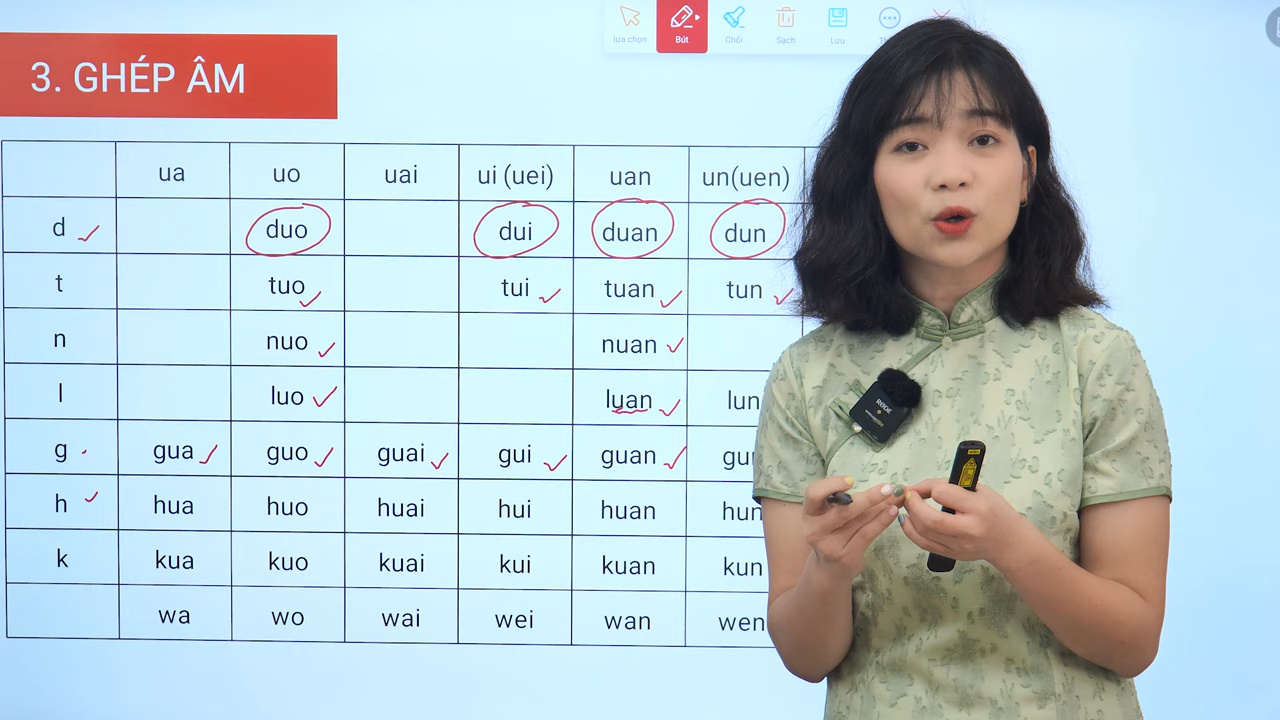 lựa chọn Bút Chổi Sạch Lưu
3. GHÉP ÂM
ua uo uai ui (uei) uan un(uen)
d duo dui duan dun
t tuo tui tuan tun
n nuo nuan
l luo luan lun
g gua guo guai gui guan
h hua huo huai hui huan hun
k kua kuo kuai kui kuan kun
wa wo wai wei wan wen
RØDE